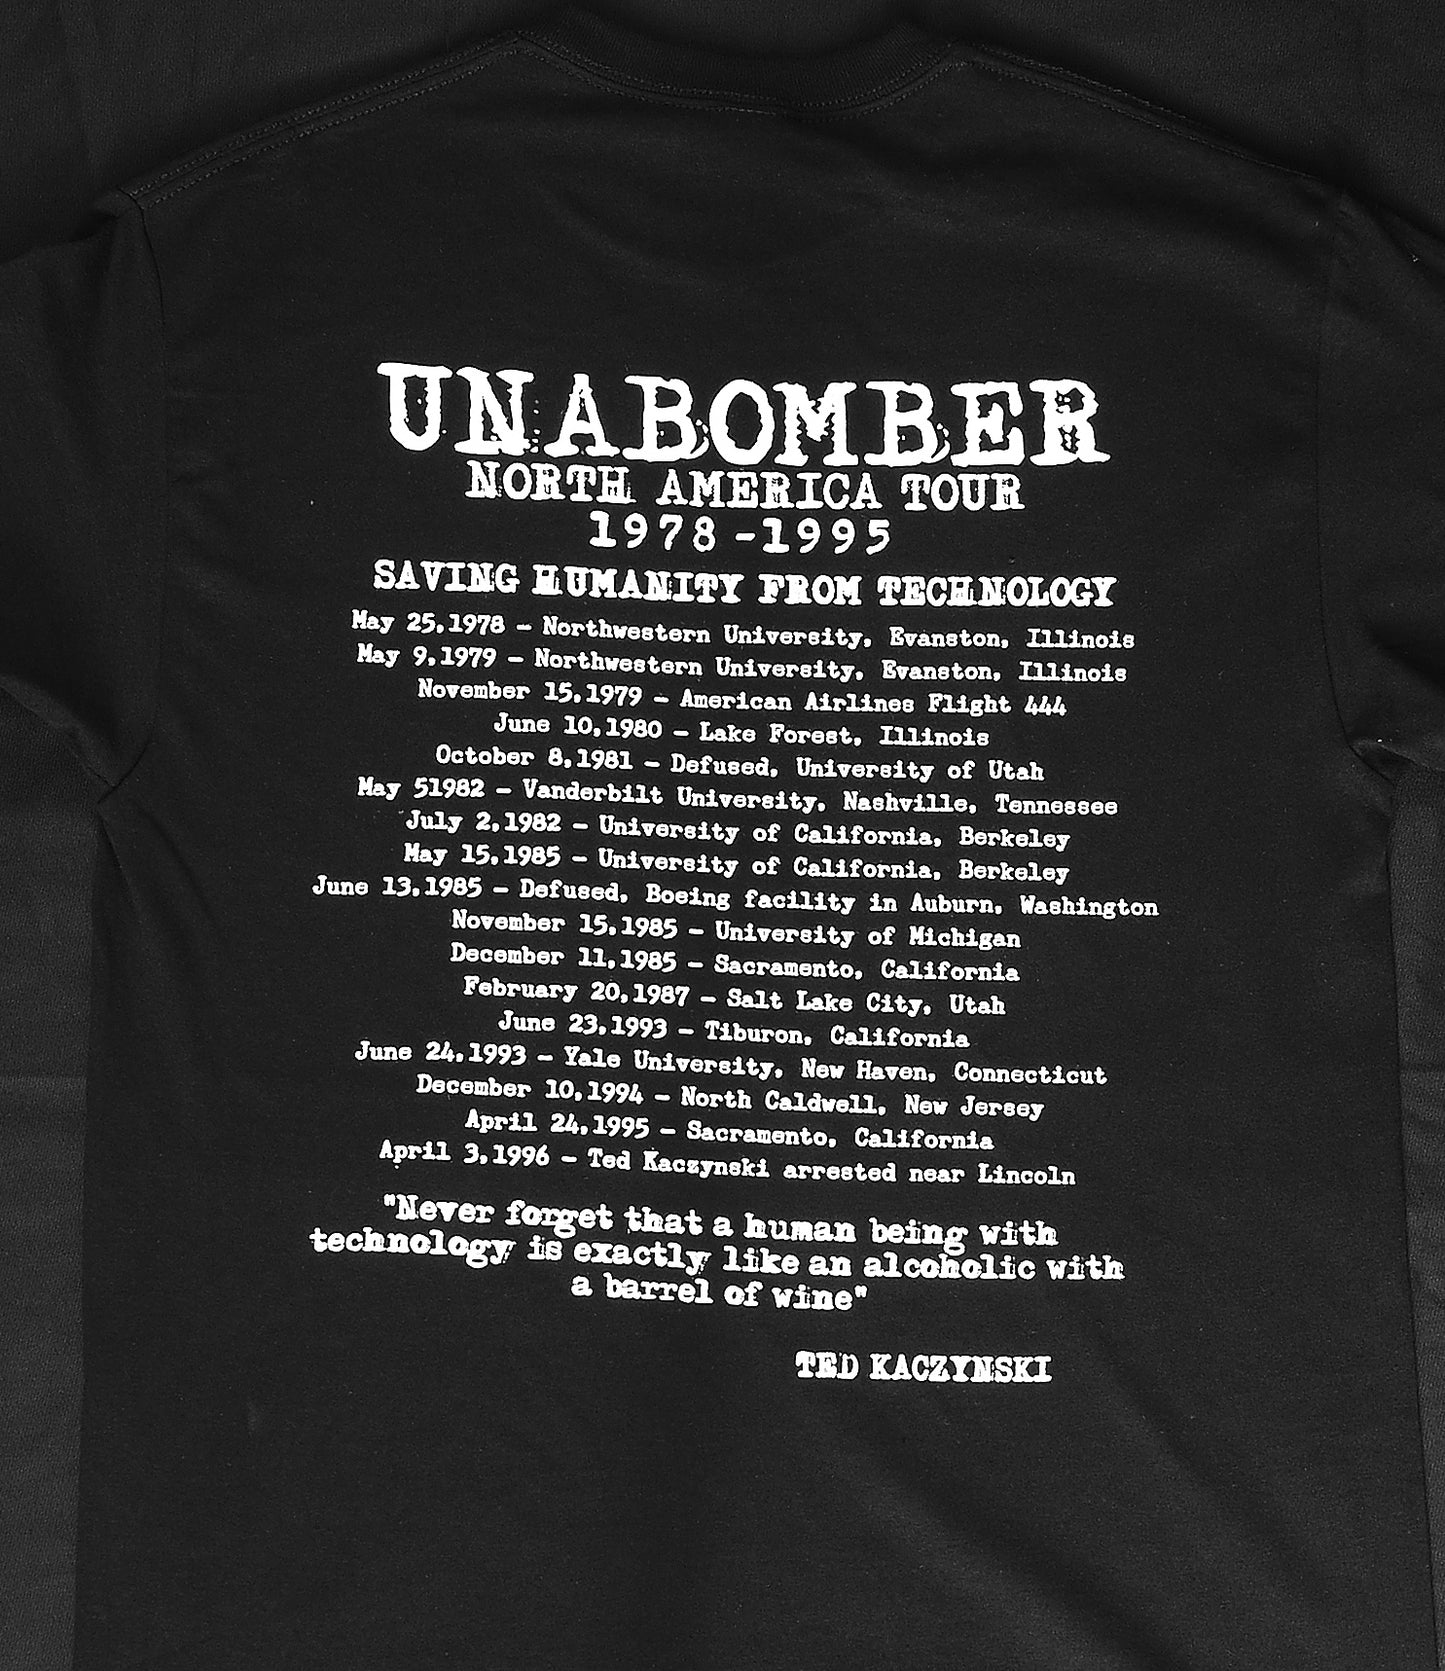 UNABOMBER
NORTH AMERICA TOUR
1978-1995
SAVING HUMANITY FROM TECHNOLOGY
May 25,1978 - Northwestern University, Evanston, Illinois
May 9,1979 - Northwestern University, Evanston, Illinois
November 15,1979 - American Airlines Flight 444
June 10,1980 - Lake Forest, Illinois
October 8,1981 - Defused, University of Utah
May 51982 - Vanderbilt University, Nashville, Tennessee
July 2,1982 - University of California, Berkeley
May 15,1985 - University of California, Berkeley
June 13,1985 - Defused, Boeing facility in Auburn, Washington
November 15,1985 - University of Michigan
December 11,1985 - Sacramento, California
February 20,1987 - Salt Lake City, Utah
June 23,1993 - Tiburon, California
June 24,1993 - Yale University, New Haven, Connecticut
December 10,1994 - North Caldwell, New Jersey
April 24,1995 - Sacramento, California
April 3,1996 - Ted Kaczynski arrested near Lincoln
"Never forget that a human being with
technology is exactly like an alcoholic with
a barrel of wine"
TED KACZYNSKI